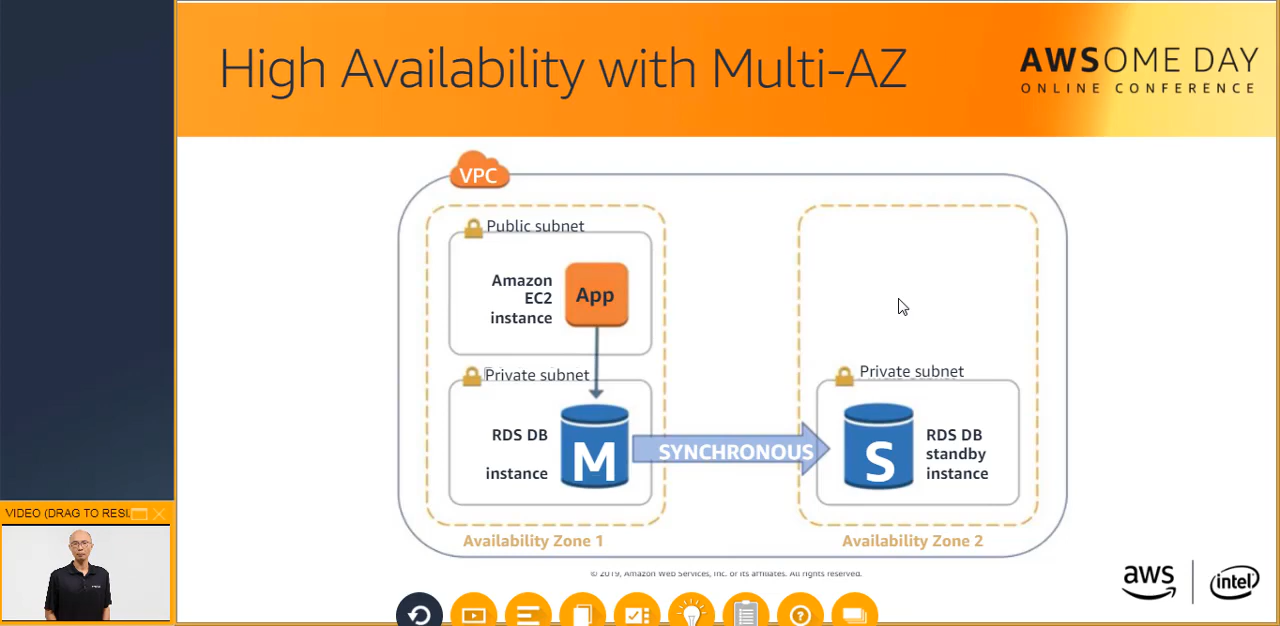 High Availability with Multi-AZ
AWSOME DAY
ONLINE CONFERENCE
VPC
Public subnet
Amazon
EC2
instance
App
Private subnet
RDS DB
instance
M
SYNCHRONOUS
Private subnet
S
RDS DB
standby
instance
Availability Zone 1
Availability Zone 2
© 2019, Amazon Web Services, Inc. or its affiliates. All rights reserved.
aws
intel
VIDEO (DRAG TO RESI